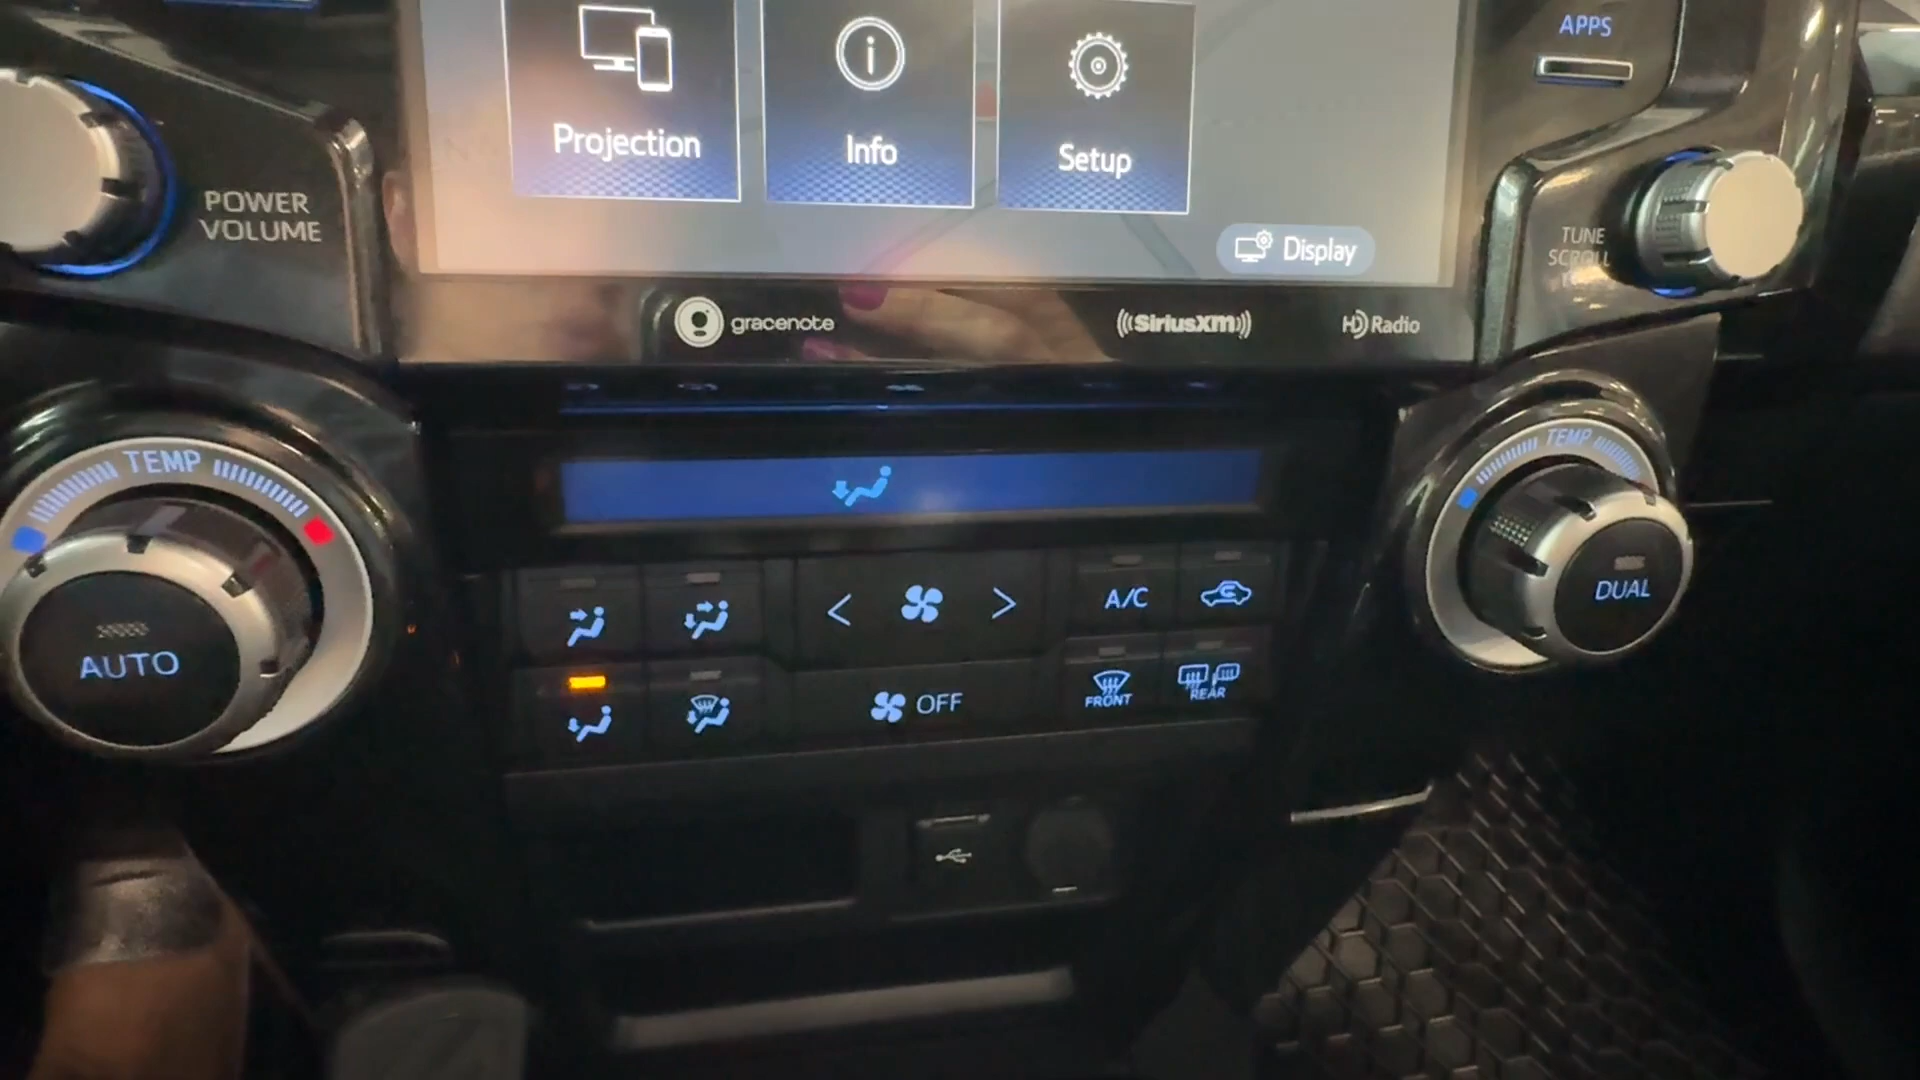 APPS
Projection
Info
Setup
POWER
VOLUME
TUNE
SCROLL
Display
gracenote
SiriusXM
HD Radio
TEMP
TEMP
A/C
DUAL
AUTO
OFF
FRONT
REAR